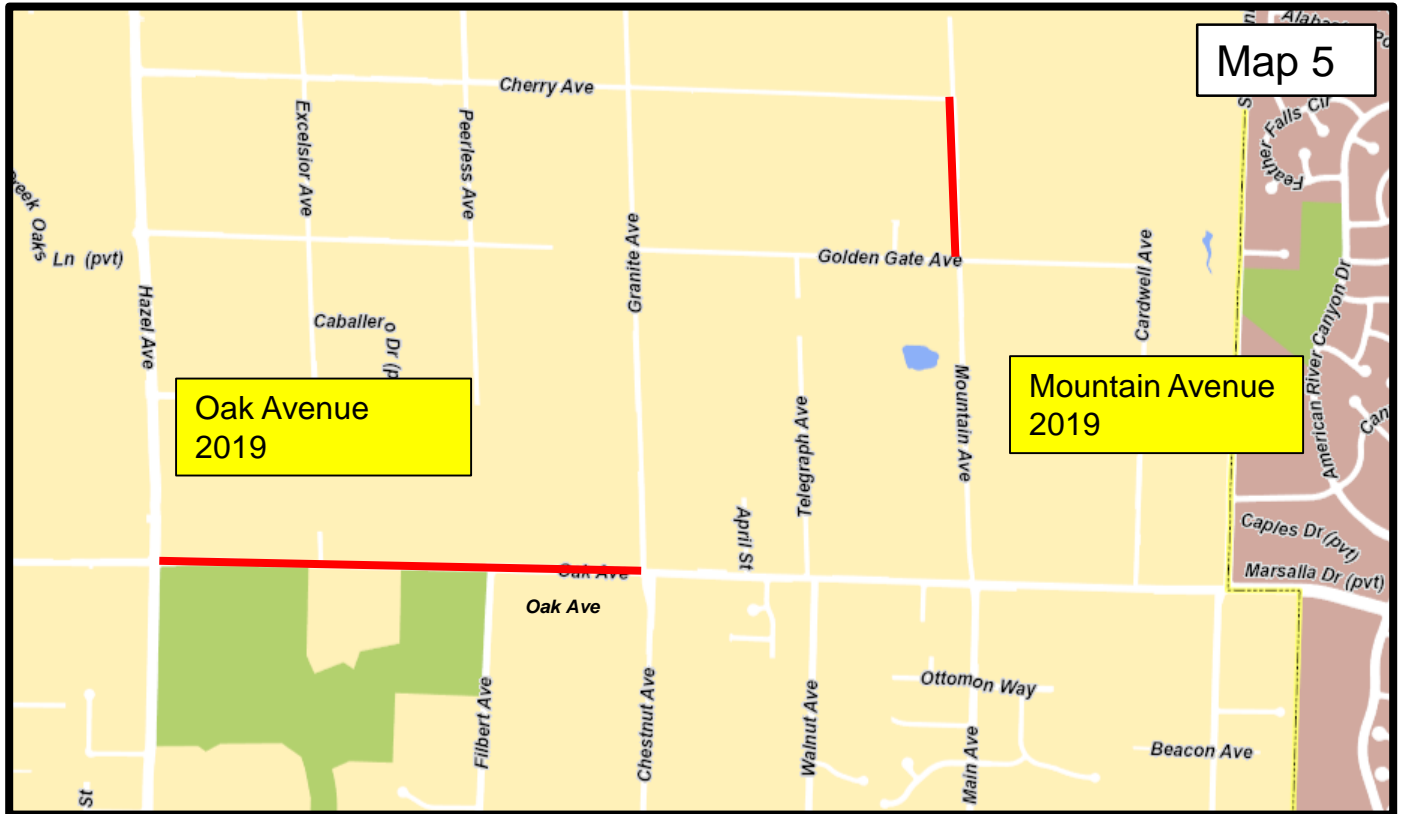 Map 5
Cherry Ave
Feather Falls Cir
Excelsior Ave
Peerless Ave
Granite Ave
Ln (pvt)
Golden Gate Ave
Cardwell Ave
American River Canyon Dr
Hazel Ave
Caballero Dr (p
Mountain Ave
Telegraph Ave
Oak Avenue
2019
Mountain Avenue
2019
April St
Caples Dr (pvt)
Marsalla Dr (pvt)
Oak Ave
Oak Ave
Filbert Ave
Chestnut Ave
Walnut Ave
Ottomon Way
Main Ave
Beacon Ave
St